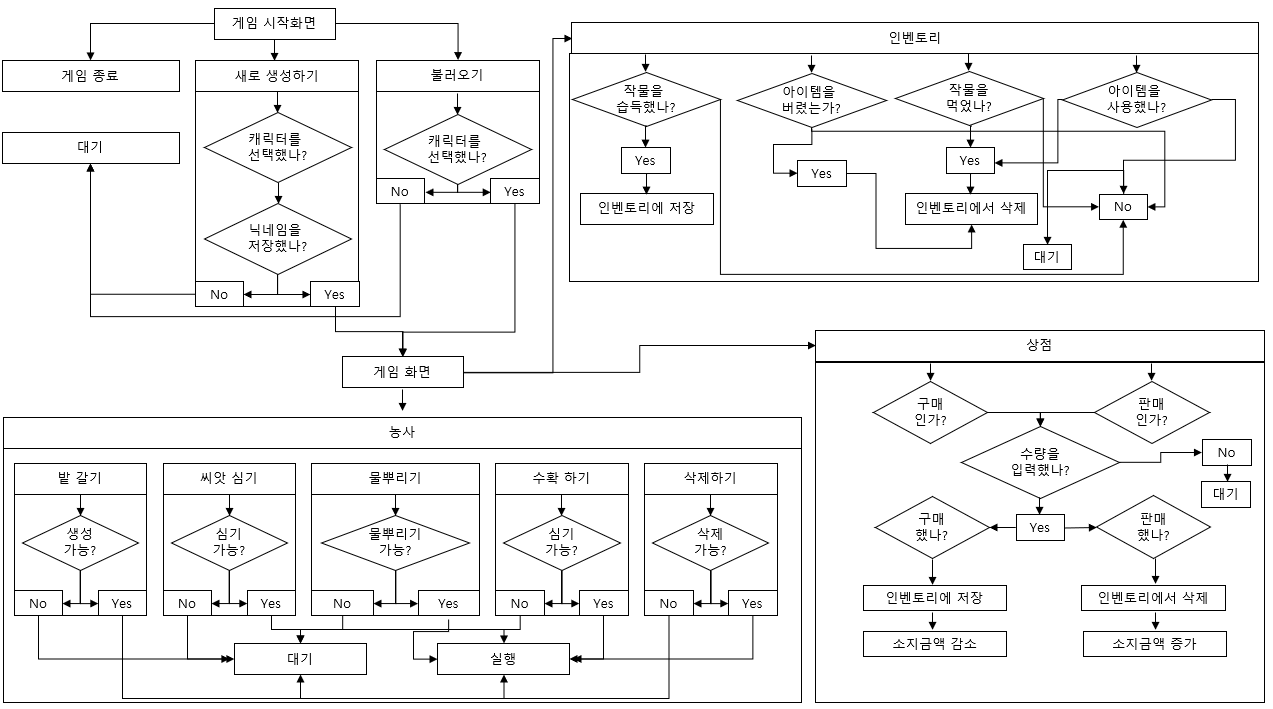 게임 시작화면
게임 종료
새로 생성하기
불러오기
대기
캐릭터를
선택했나?
캐릭터를
선택했나?
No
Yes
닉네임을
저장했나?
No
Yes
게임 화면
인벤토리
작물을
습득했나?
아이템을
버렸는가?
작물을
먹었나?
아이템을
사용했나?
Yes
Yes
Yes
인벤토리에 저장
인벤토리에서 삭제
No
대기
농사
밭 갈기
씨앗 심기
물뿌리기
수확 하기
삭제하기
생성
가능?
심기
가능?
물뿌리기
가능?
심기
가능?
삭제
가능?
No
Yes
No
Yes
No
Yes
No
Yes
No
Yes
대기
실행
상점
구매
인가?
판매
인가?
수량을
입력했나?
No
대기
구매
했나?
Yes
판매
했나?
인벤토리에 저장
인벤토리에서 삭제
소지금액 감소
소지금액 증가